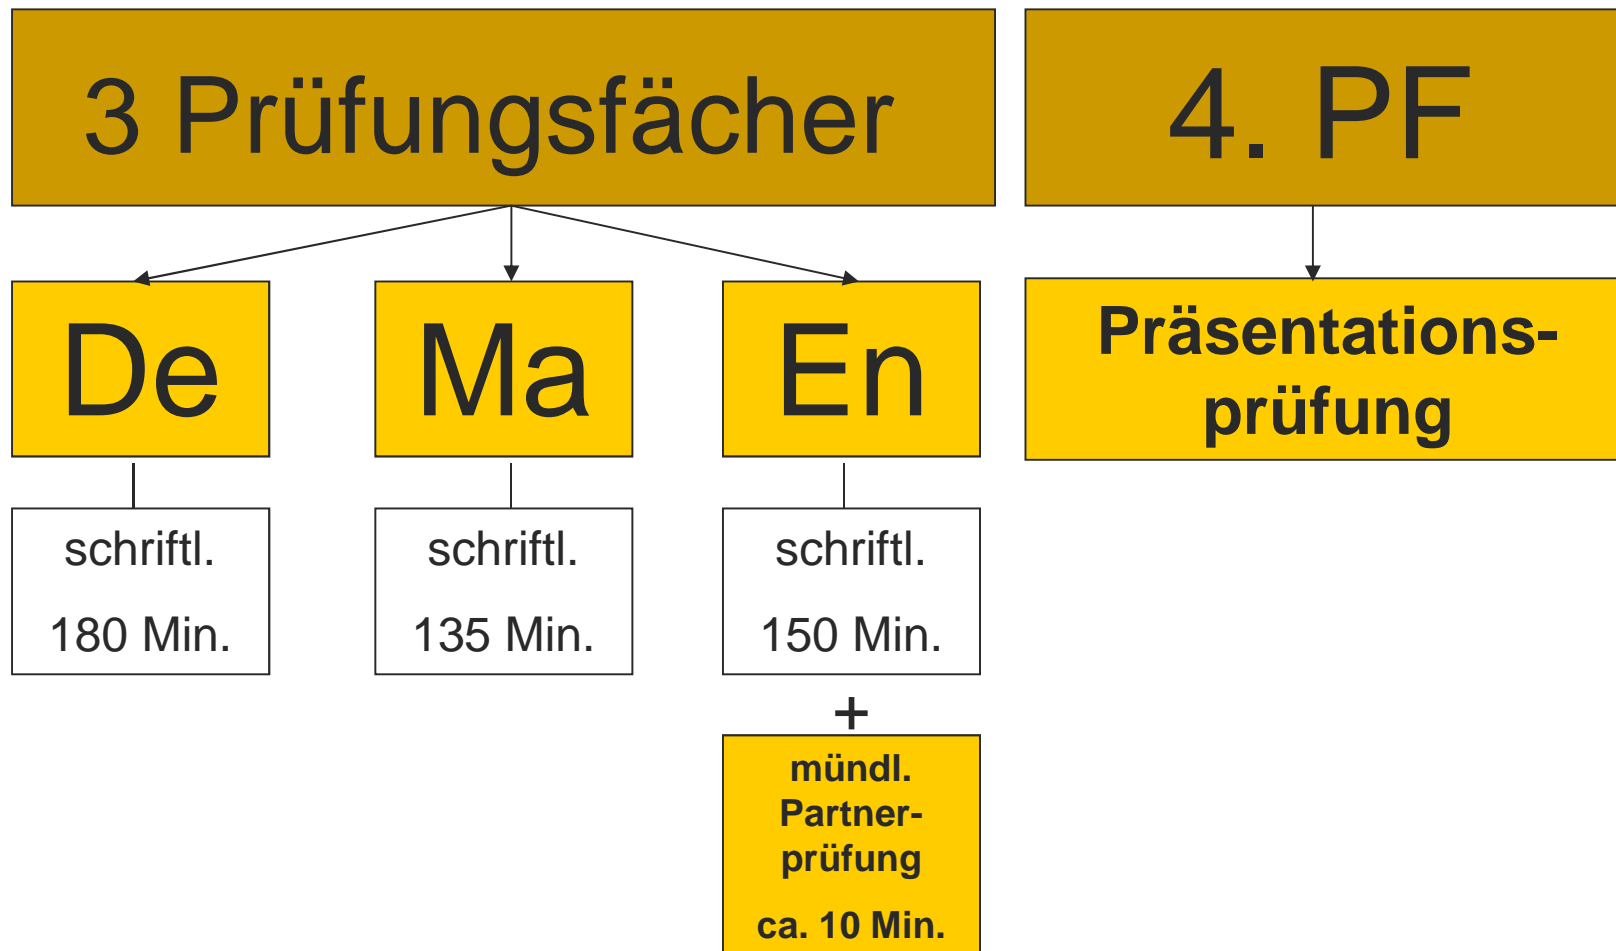 3 Prüfungsfächer
4. PF
De
Ma
En
Präsentations-
prüfung
schriftl.
180 Min.
schriftl.
135 Min.
schriftl.
150 Min.
+
mündl.
Partner-
prüfung
ca. 10 Min.